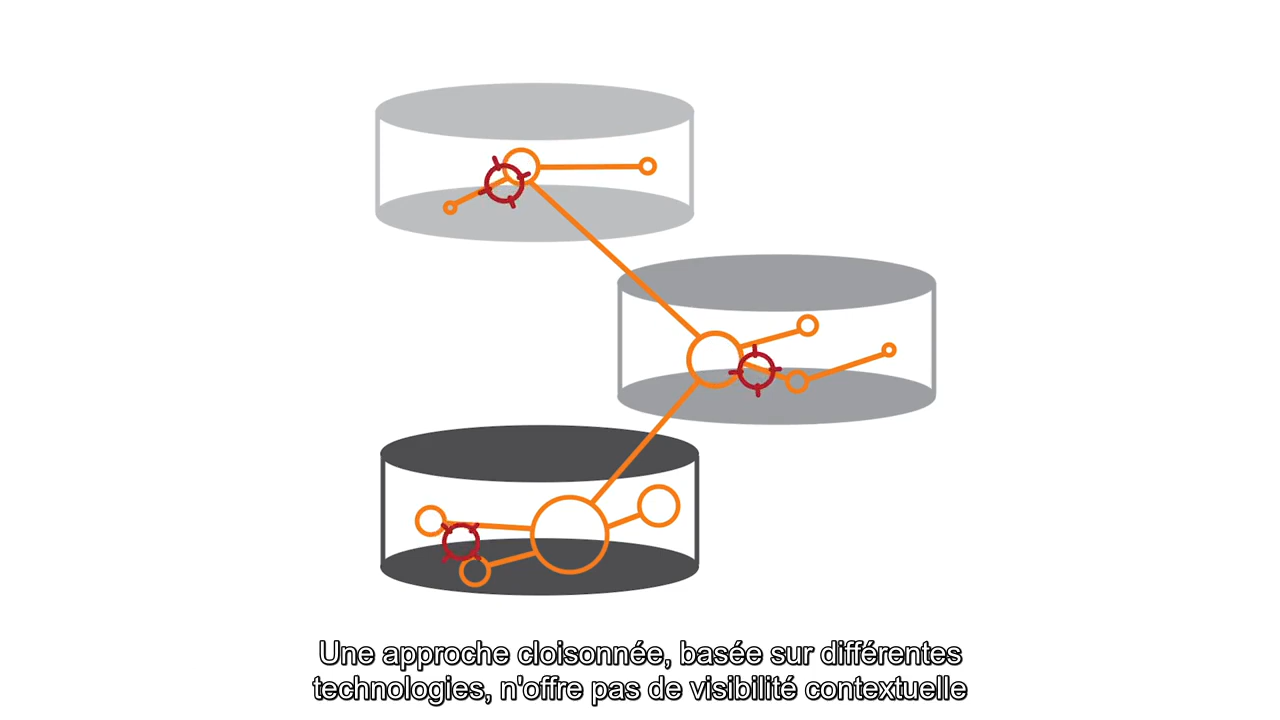 Une approche cloisonnée, basée sur différentes
technologies, n'offre pas de visibilité contextuelle